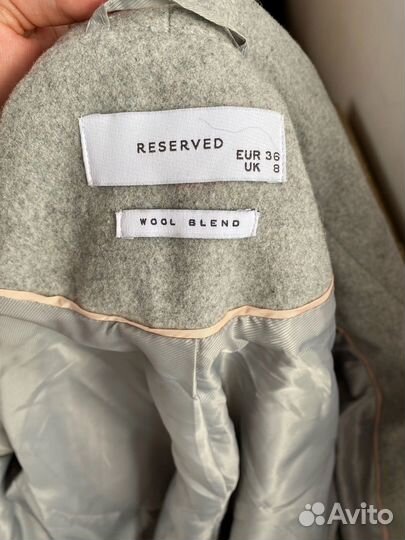 RESERVED
EUR 36
UK 8
WOOL BLEND
Avito